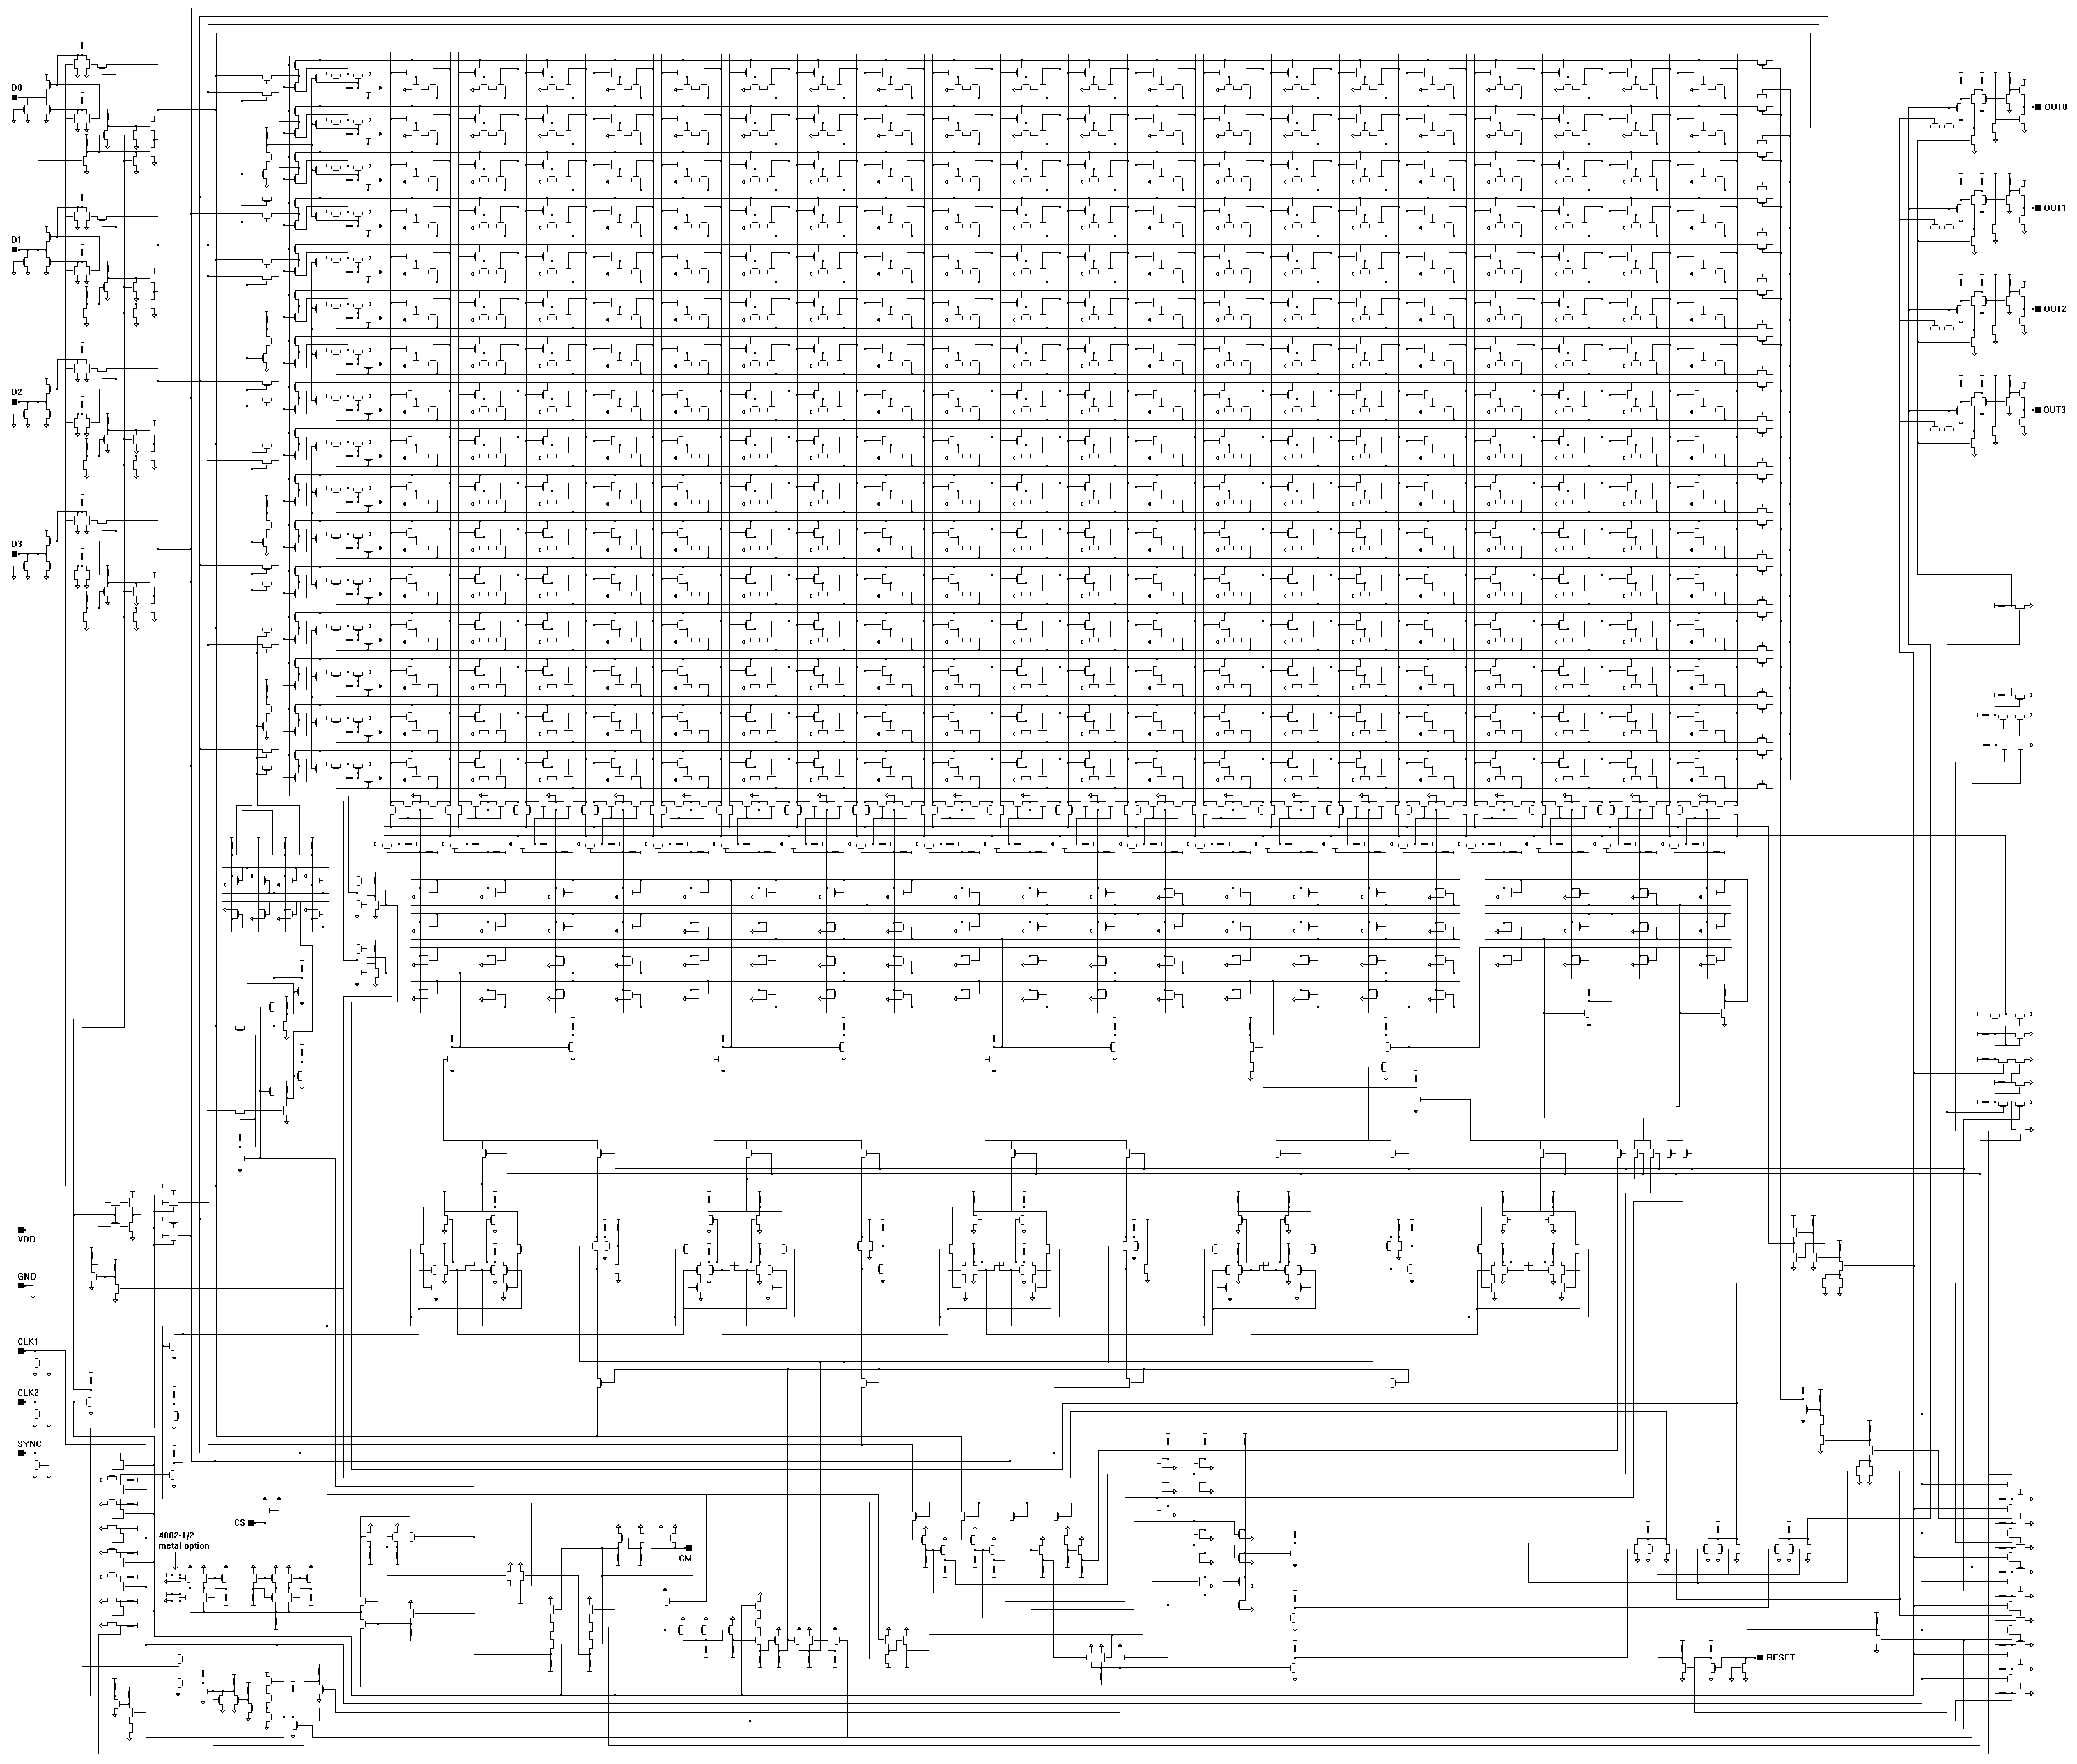 D0
D1
D2
D3
OUT0
OUT1
OUT2
OUT3
VDD
GND
CLK1
CLK2
SYNC
CS
4002-1/2
metal option
CM
RESET